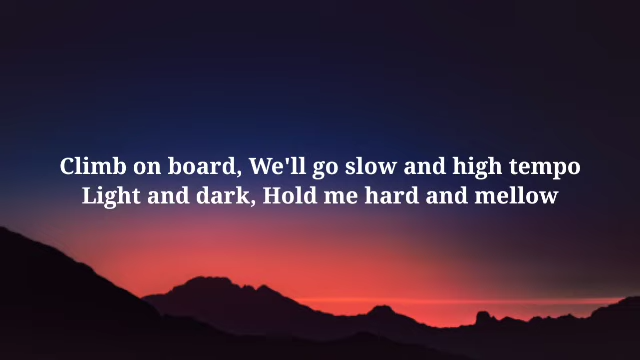 Climb on board, We'll go slow and high tempo
Light and dark, Hold me hard and mellow